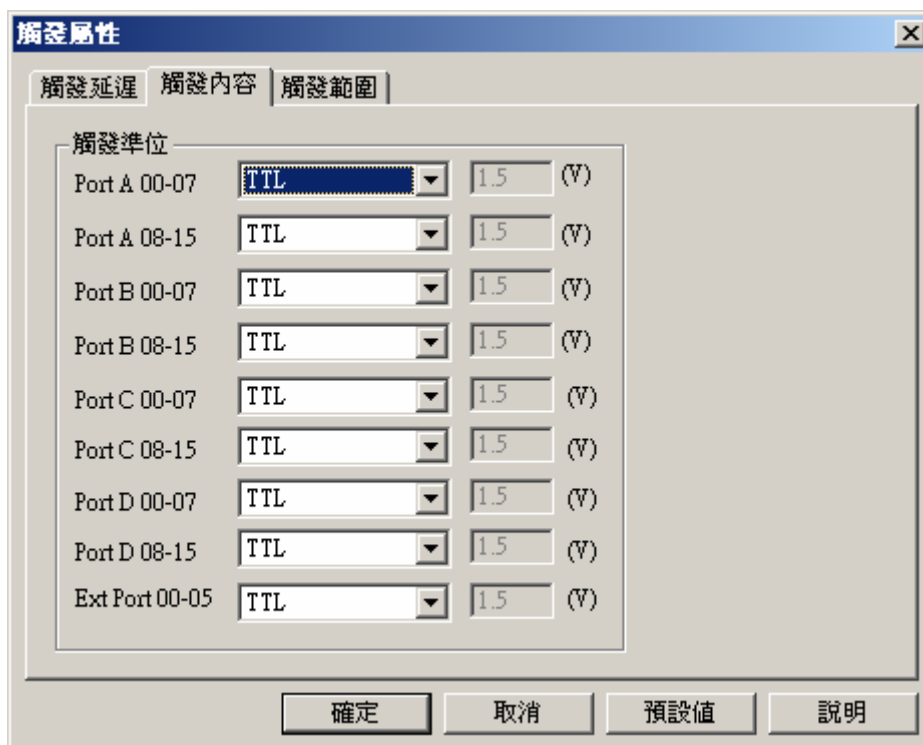 觸發屬性
觸發延遲 觸發內容 觸發範圍
觸發準位
Port A 00-07 TTL 1.5 (V)
Port A 08-15 TTL 1.5 (V)
Port B 00-07 TTL 1.5 (V)
Port B 08-15 TTL 1.5 (V)
Port C 00-07 TTL 1.5 (V)
Port C 08-15 TTL 1.5 (V)
Port D 00-07 TTL 1.5 (V)
Port D 08-15 TTL 1.5 (V)
Ext Port 00-05 TTL 1.5 (V)
確定 取消 預設值 說明